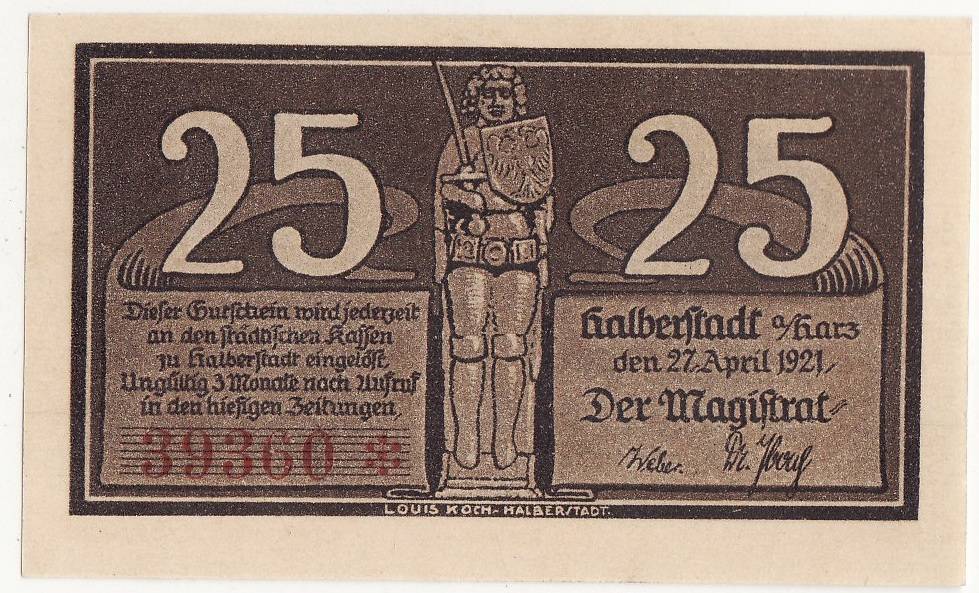 25
25
Dieser Gutschein wird jederzeit
an den städtischen Kassen
zu Halberstadt eingelöst.
Ungültig 3 Monate nach Aufruf
in den hiesigen Zeitungen.
39360 *
Halberstadt a/Harz
den 27. April 1921.
Der Magistrat
Weber.
LOUIS KOCH-HALBERSTADT.